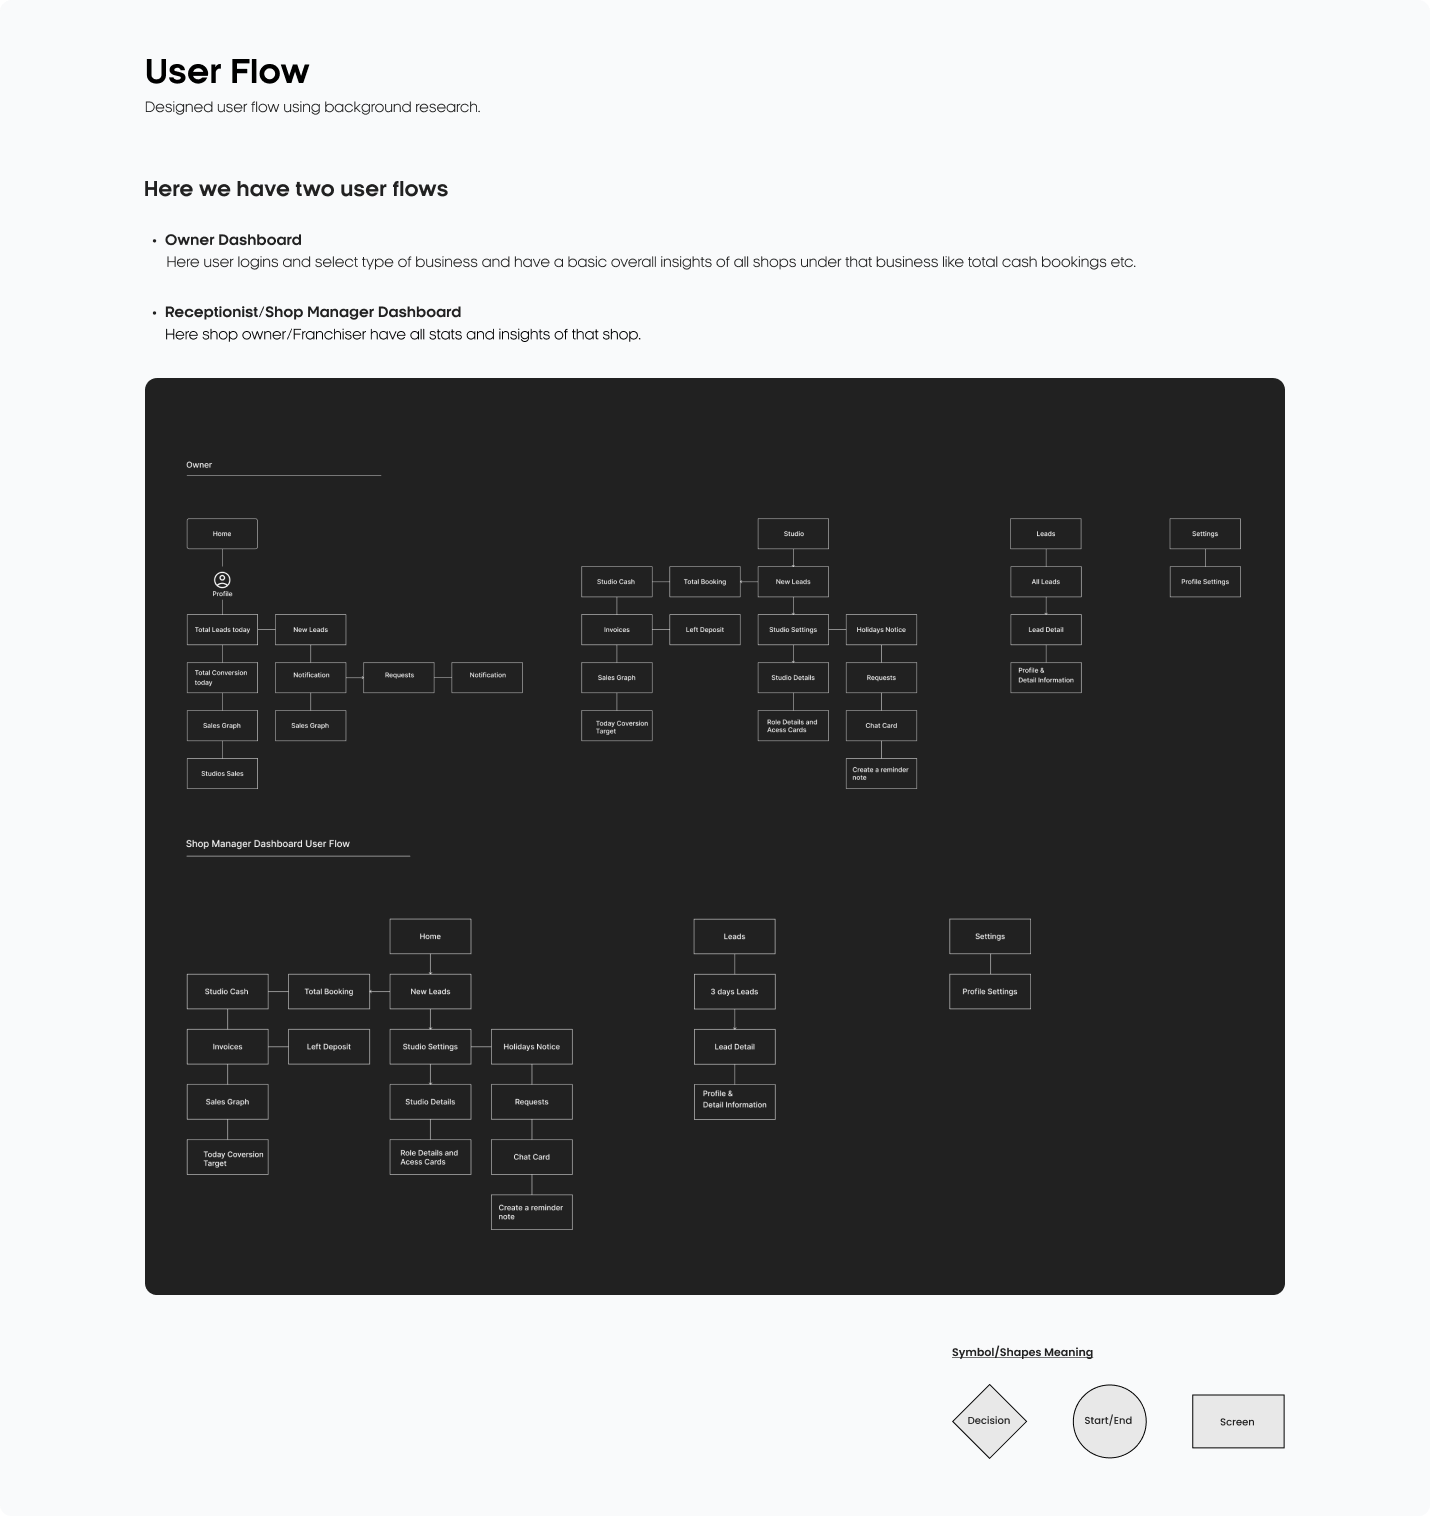 User Flow
Designed user flow using background research.
Here we have two user flows
• Owner Dashboard
Here user logins and select type of business and have a basic overall insights of all shops under that business like total cash bookings etc.
• Receptionist/Shop Manager Dashboard
Here shop owner/Franchiser have all stats and insights of that shop.
Owner
Home
Studio
Leads
Settings
Profile
Studio Cash
Total Booking
New Leads
All Leads
Profile Settings
Total Leads today
New Leads
Invoices
Left Deposit
Studio Settings
Holidays Notice
Lead Detail
Total Conversion
today
Notification
Requests
Notification
Sales Graph
Studio Details
Requests
Profile &
Detail Information
Sales Graph
Sales Graph
Today Coversion
Target
Role Details and
Acess Cards
Chat Card
Studios Sales
Create a reminder
note
Shop Manager Dashboard User Flow
Home
Leads
Settings
Studio Cash
Total Booking
New Leads
3 days Leads
Profile Settings
Invoices
Left Deposit
Studio Settings
Holidays Notice
Lead Detail
Sales Graph
Studio Details
Requests
Profile &
Detail Information
Today Coversion
Target
Role Details and
Acess Cards
Chat Card
Create a reminder
note
Symbol/Shapes Meaning
Decision
Start/End
Screen